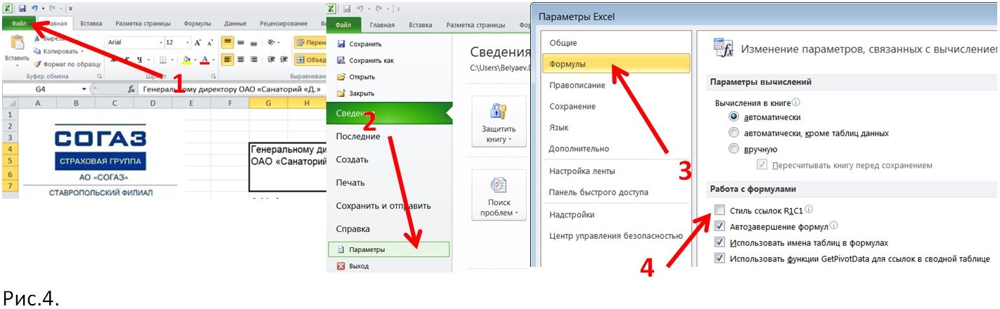 Файл Главная Вставка Разметка страницы Формулы Данные Рецензирование
Вырезать
Вставить
Копировать
Формат по образцу
Arial 12 A A
Ж К Ч A
Перен
Объед
Буфер обмена Шрифт Выравниван
1
G4 fx Генеральному директору ОАО «Санаторий «Д.»
A B C D E F G H
1
2
3
4
5
6
7
СОГАЗ
СТРАХОВАЯ ГРУППА
АО «СОГАЗ»
СТАВРОПОЛЬСКИЙ ФИЛИАЛ
Генеральному ди
ОАО «Санаторий
Файл Главная Вставка Разметка страницы Фор
Сохранить
Сохранить как
Открыть
Закрыть
Сведения
2
Последние
Создать
Печать
Сохранить и отправить
Справка
Параметры
Выход
Сведения
C:\Users\Belyaev.D
Защитить
книгу
Поиск
проблем
Параметры Excel
Общие
Формулы
Правописание
Сохранение
Язык
Дополнительно
Настройка ленты
Панель быстрого доступа
Надстройки
Центр управления безопасностью
3
fx Изменение параметров, связанных с вычислением
Параметры вычислений
Вычисления в книге
автоматически
автоматически, кроме таблиц данных
вручную
Пересчитывать книгу перед сохранением
Работа с формулами
Стиль ссылок R1C1
Автозавершение формул
Использовать имена таблиц в формулах
Использовать функции GetPivotData для ссылок в сводной таблице
4
Рис.4.